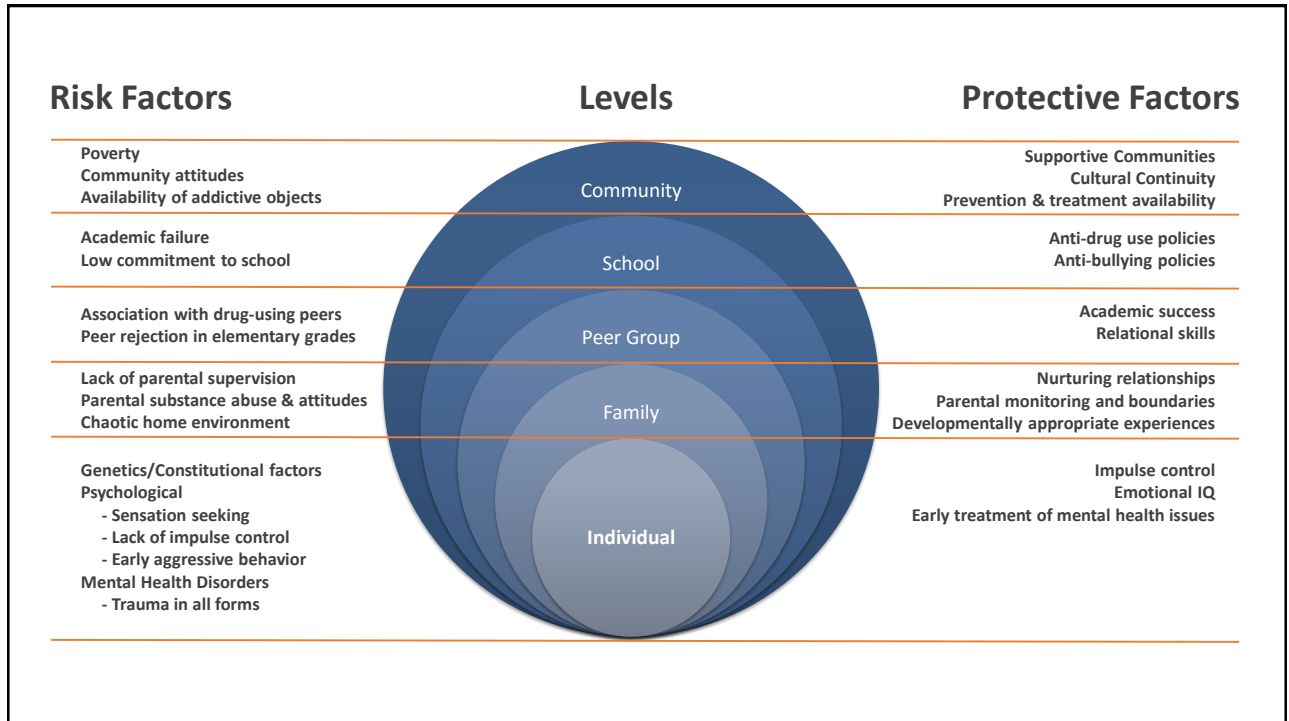 Risk Factors
Levels
Protective Factors
Poverty
Community attitudes
Availability of addictive objects
Community
Supportive Communities
Cultural Continuity
Prevention & treatment availability
Academic failure
Low commitment to school
School
Anti-drug use policies
Anti-bullying policies
Association with drug-using peers
Peer rejection in elementary grades
Peer Group
Academic success
Relational skills
Lack of parental supervision
Parental substance abuse & attitudes
Chaotic home environment
Family
Nurturing relationships
Parental monitoring and boundaries
Developmentally appropriate experiences
Genetics/Constitutional factors
Psychological
- Sensation seeking
- Lack of impulse control
- Early aggressive behavior
Mental Health Disorders
- Trauma in all forms
Individual
Impulse control
Emotional IQ
Early treatment of mental health issues